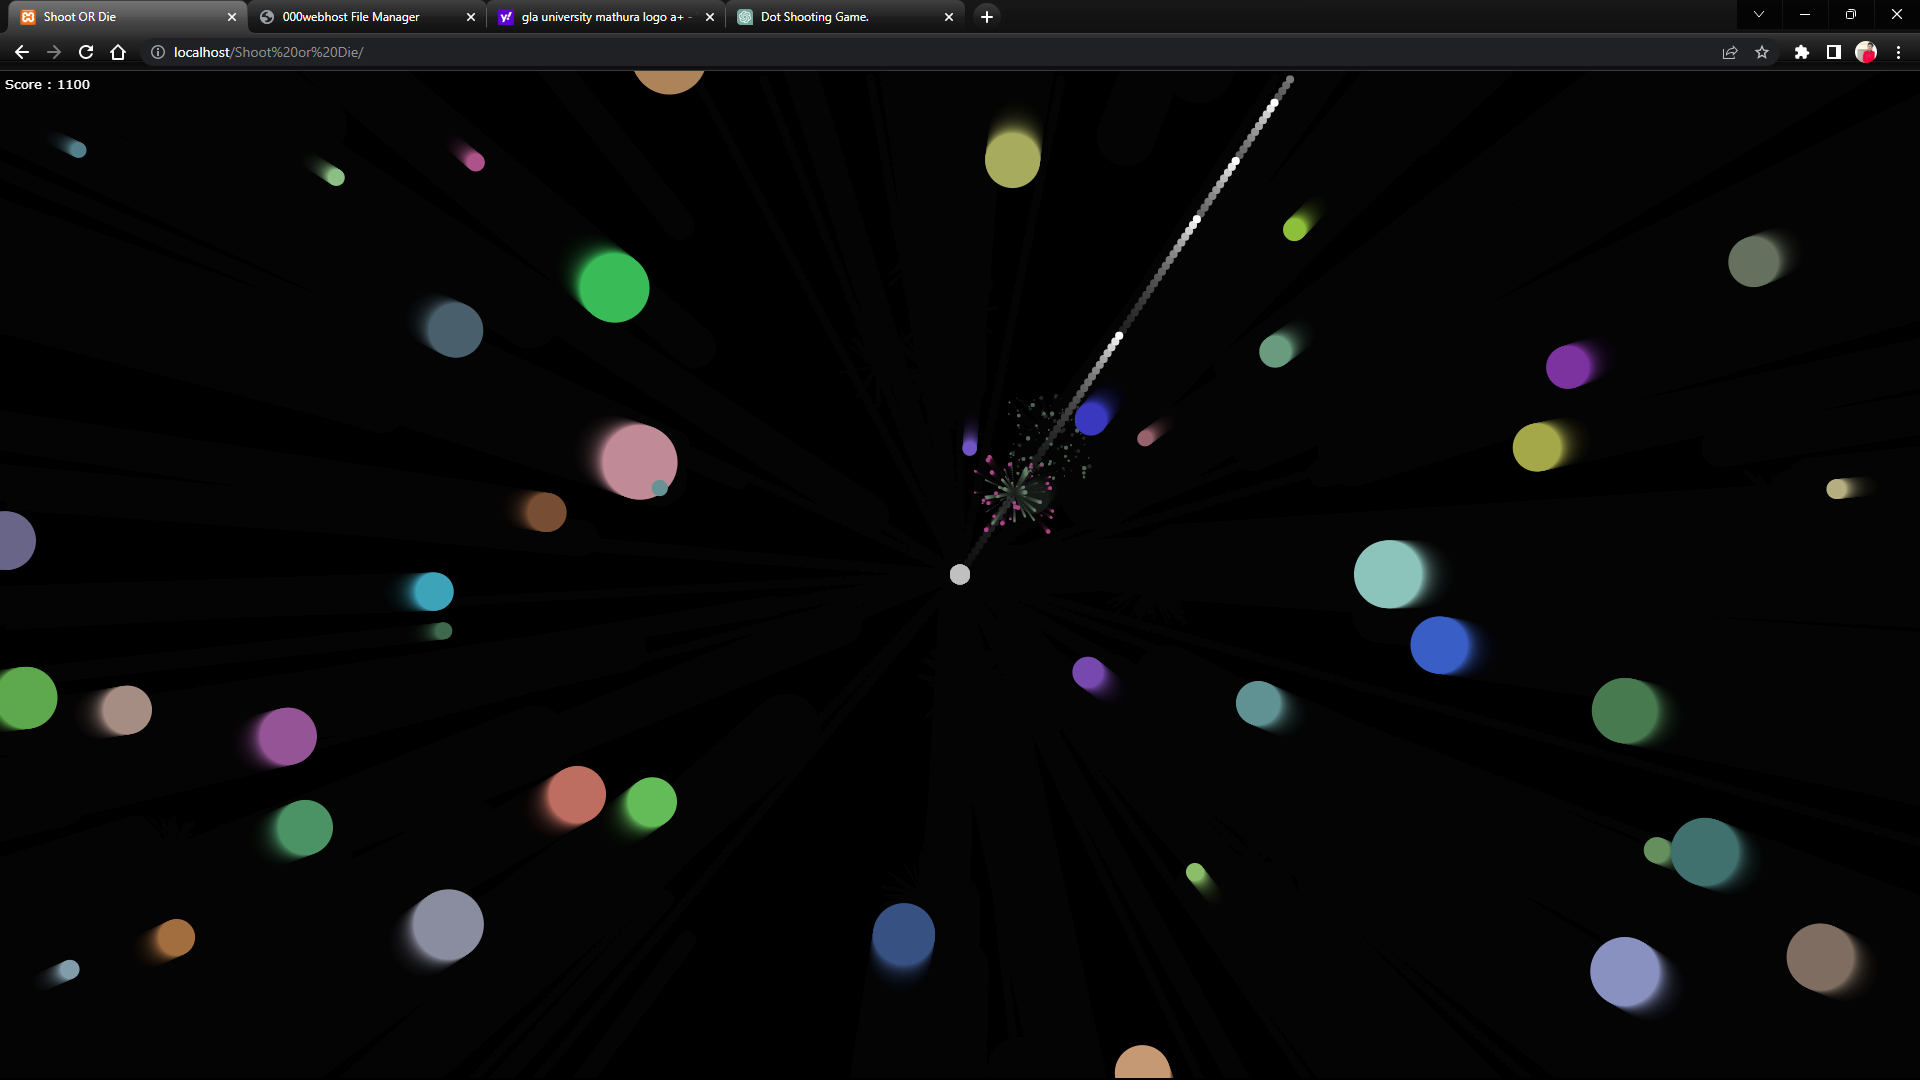 Shoot OR Die
000webhost File Manager
gla university mathura logo a+ -
Dot Shooting Game.
localhost/Shoot%20or%20Die/
Score : 1100